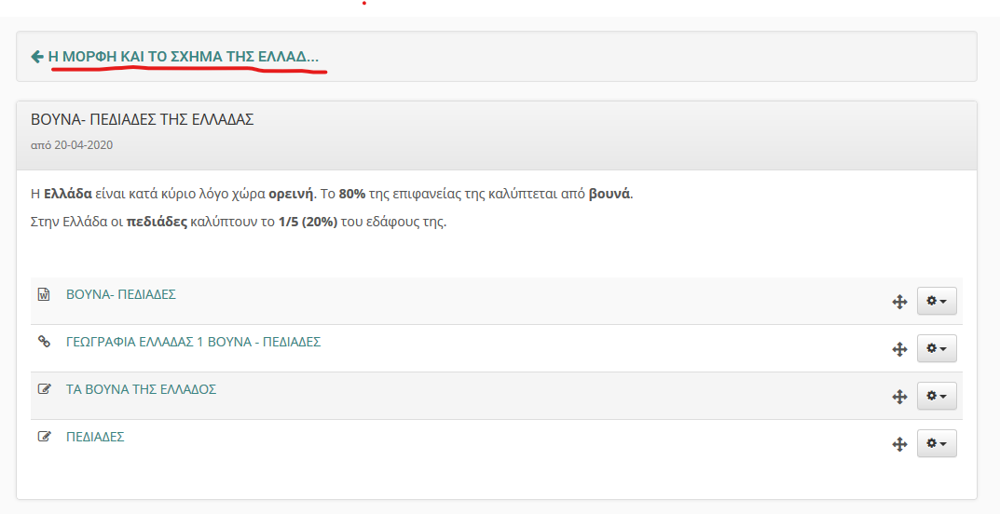 Η ΜΟΡΦΗ ΚΑΙ ΤΟ ΣΧΗΜΑ ΤΗΣ ΕΛΛΑΔ...
ΒΟΥΝΑ- ΠΕΔΙΑΔΕΣ ΤΗΣ ΕΛΛΑΔΑΣ
από 20-04-2020
Η Ελλάδα είναι κατά κύριο λόγο χώρα ορεινή. Το 80% της επιφανείας της καλύπτεται από βουνά.
Στην Ελλάδα οι πεδιάδες καλύπτουν το 1/5 (20%) του εδάφους της.
ΒΟΥΝΑ- ΠΕΔΙΑΔΕΣ
ΓΕΩΓΡΑΦΙΑ ΕΛΛΑΔΑΣ 1 ΒΟΥΝΑ - ΠΕΔΙΑΔΕΣ
ΤΑ ΒΟΥΝΑ ΤΗΣ ΕΛΛΑΔΟΣ
ΠΕΔΙΑΔΕΣ